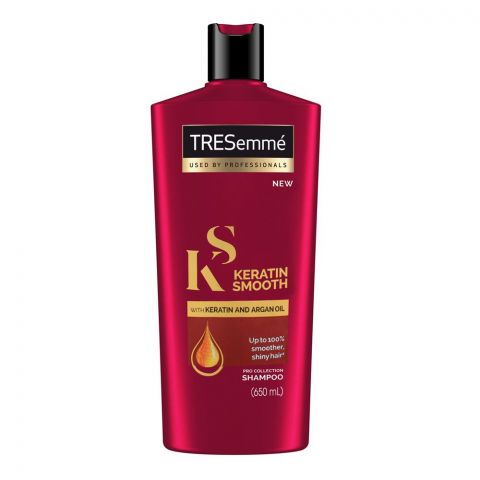 TRESemmé
USED BY PROFESSIONALS
NEW
KS
KERATIN
SMOOTH
WITH KERATIN AND ARGAN OIL
Up to 100%
smoother,
shiny hair*
PRO COLLECTION
SHAMPOO
(650 mL)